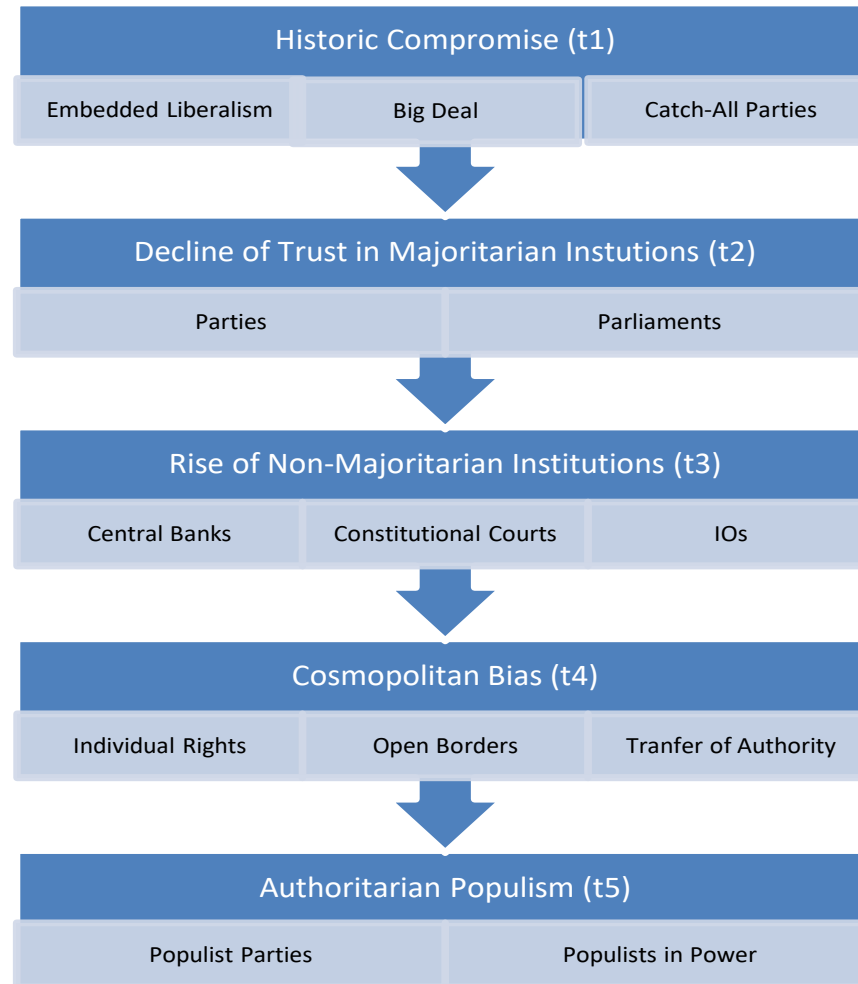 Historic Compromise (t1)
Embedded Liberalism
Big Deal
Catch-All Parties
Decline of Trust in Majoritarian Instutions (t2)
Parties
Parliaments
Rise of Non-Majoritarian Institutions (t3)
Central Banks
Constitutional Courts
IOs
Cosmopolitan Bias (t4)
Individual Rights
Open Borders
Tranfer of Authority
Authoritarian Populism (t5)
Populist Parties
Populists in Power